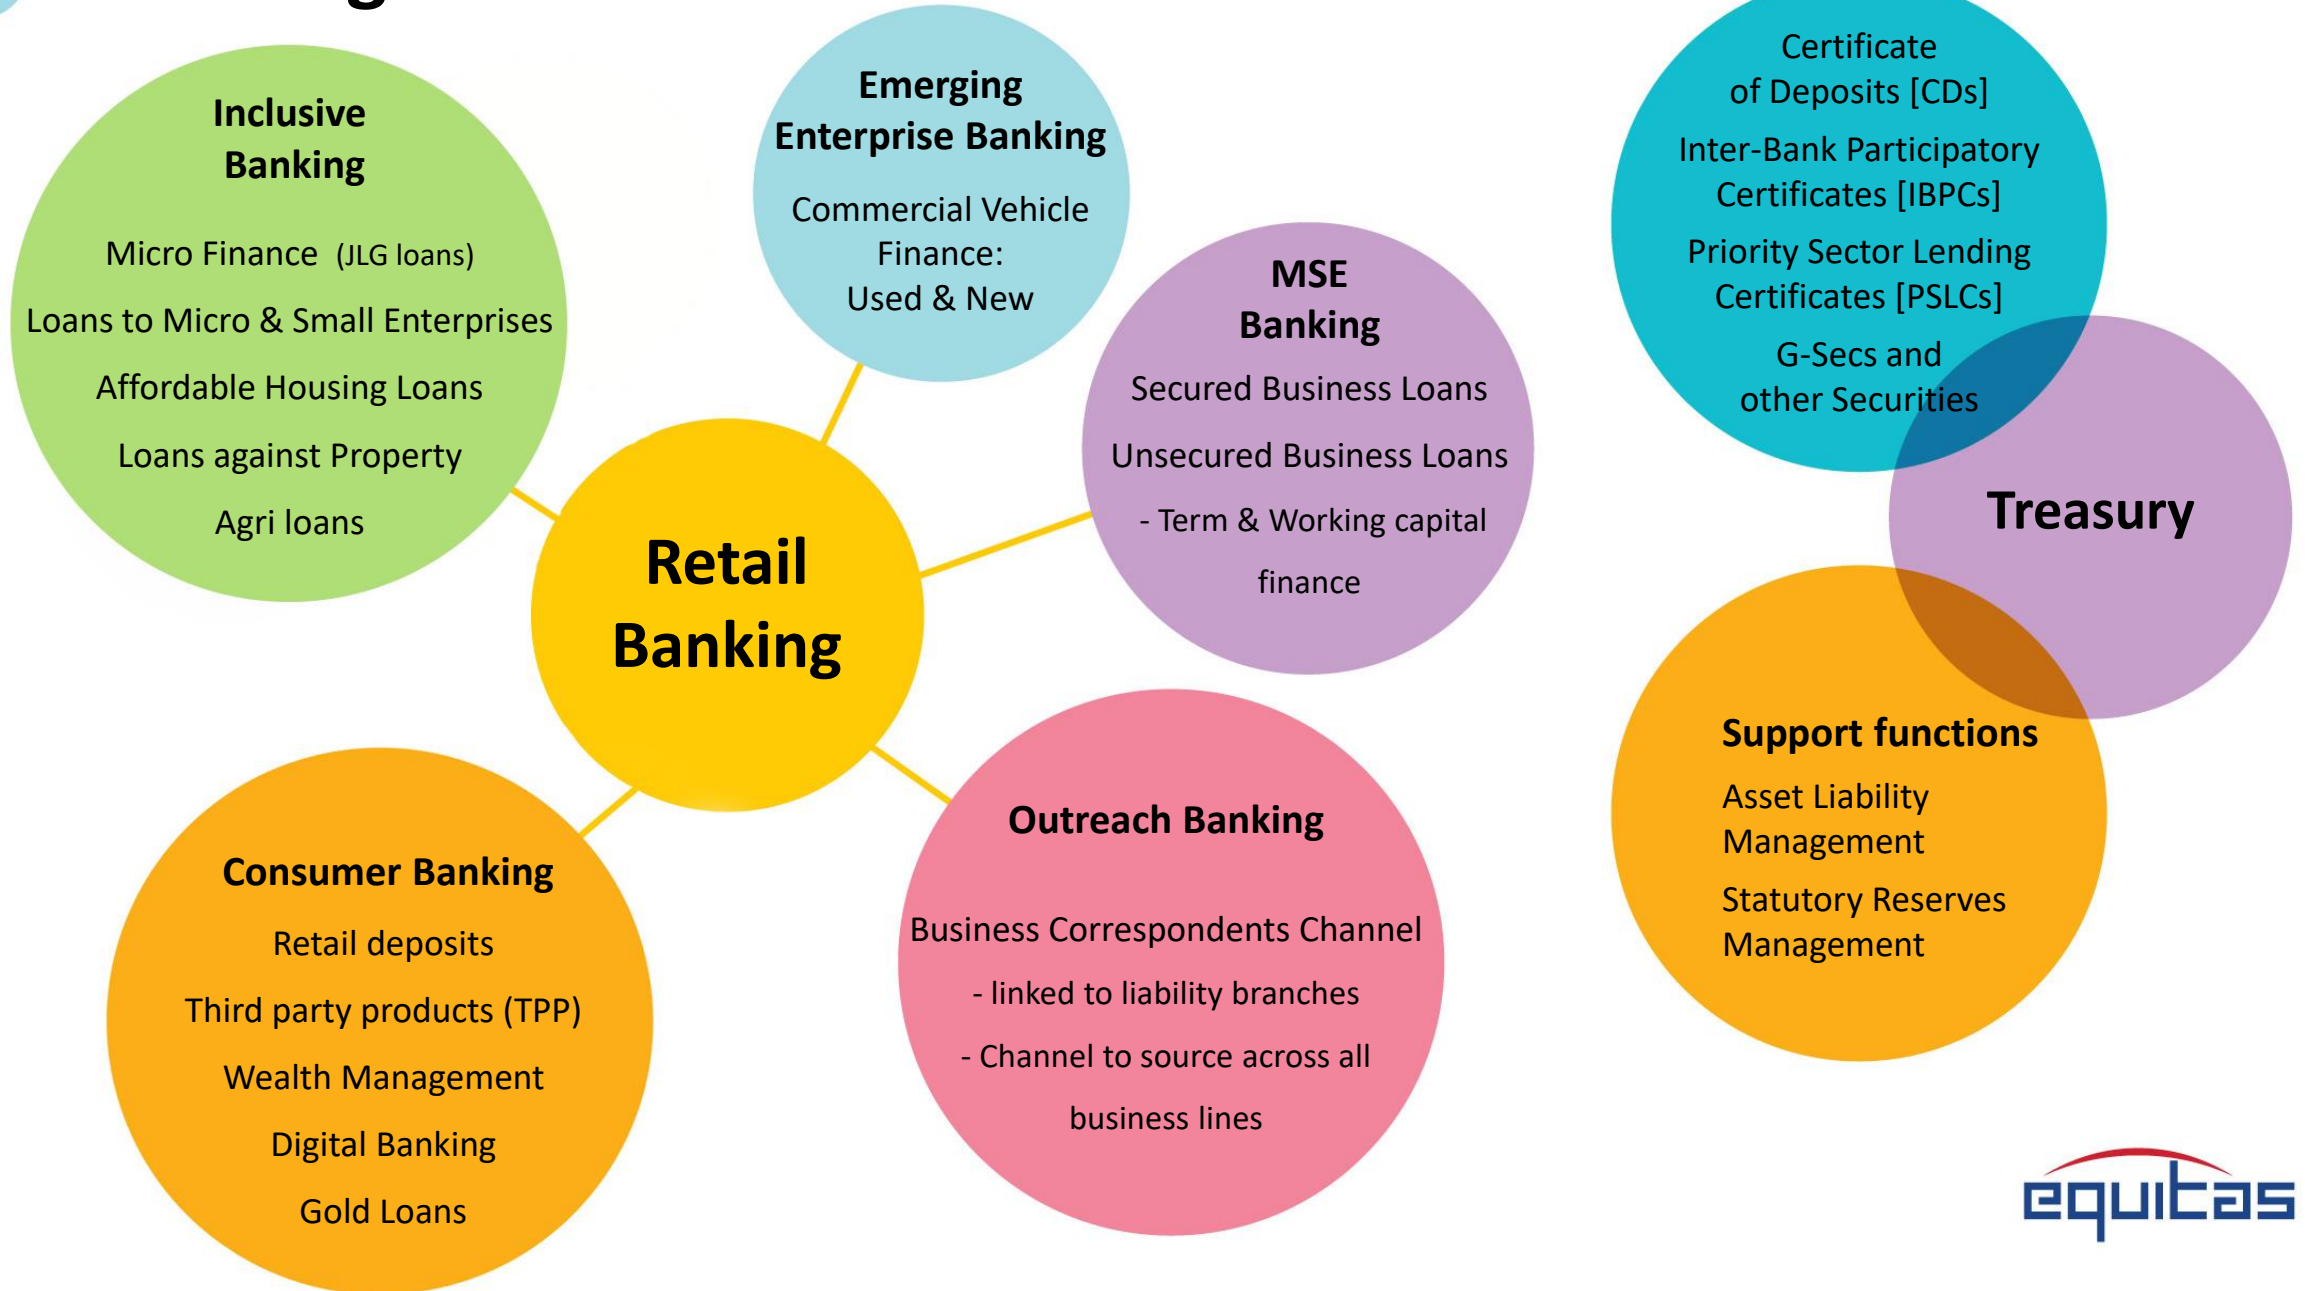 Inclusive
Banking
Micro Finance (JLG loans)
Loans to Micro & Small Enterprises
Affordable Housing Loans
Loans against Property
Agri loans
Emerging
Enterprise Banking
Commercial Vehicle
Finance:
Used & New
MSE
Banking
Secured Business Loans
Unsecured Business Loans
- Term & Working capital
finance
Retail
Banking
Consumer Banking
Retail deposits
Third party products (TPP)
Wealth Management
Digital Banking
Gold Loans
Outreach Banking
Business Correspondents Channel
- linked to liability branches
- Channel to source across all
business lines
Certificate
of Deposits [CDs]
Inter-Bank Participatory
Certificates [IBPCs]
Priority Sector Lending
Certificates [PSLCs]
G-Secs and
other Securities
Treasury
Support functions
Asset Liability
Management
Statutory Reserves
Management
equitas